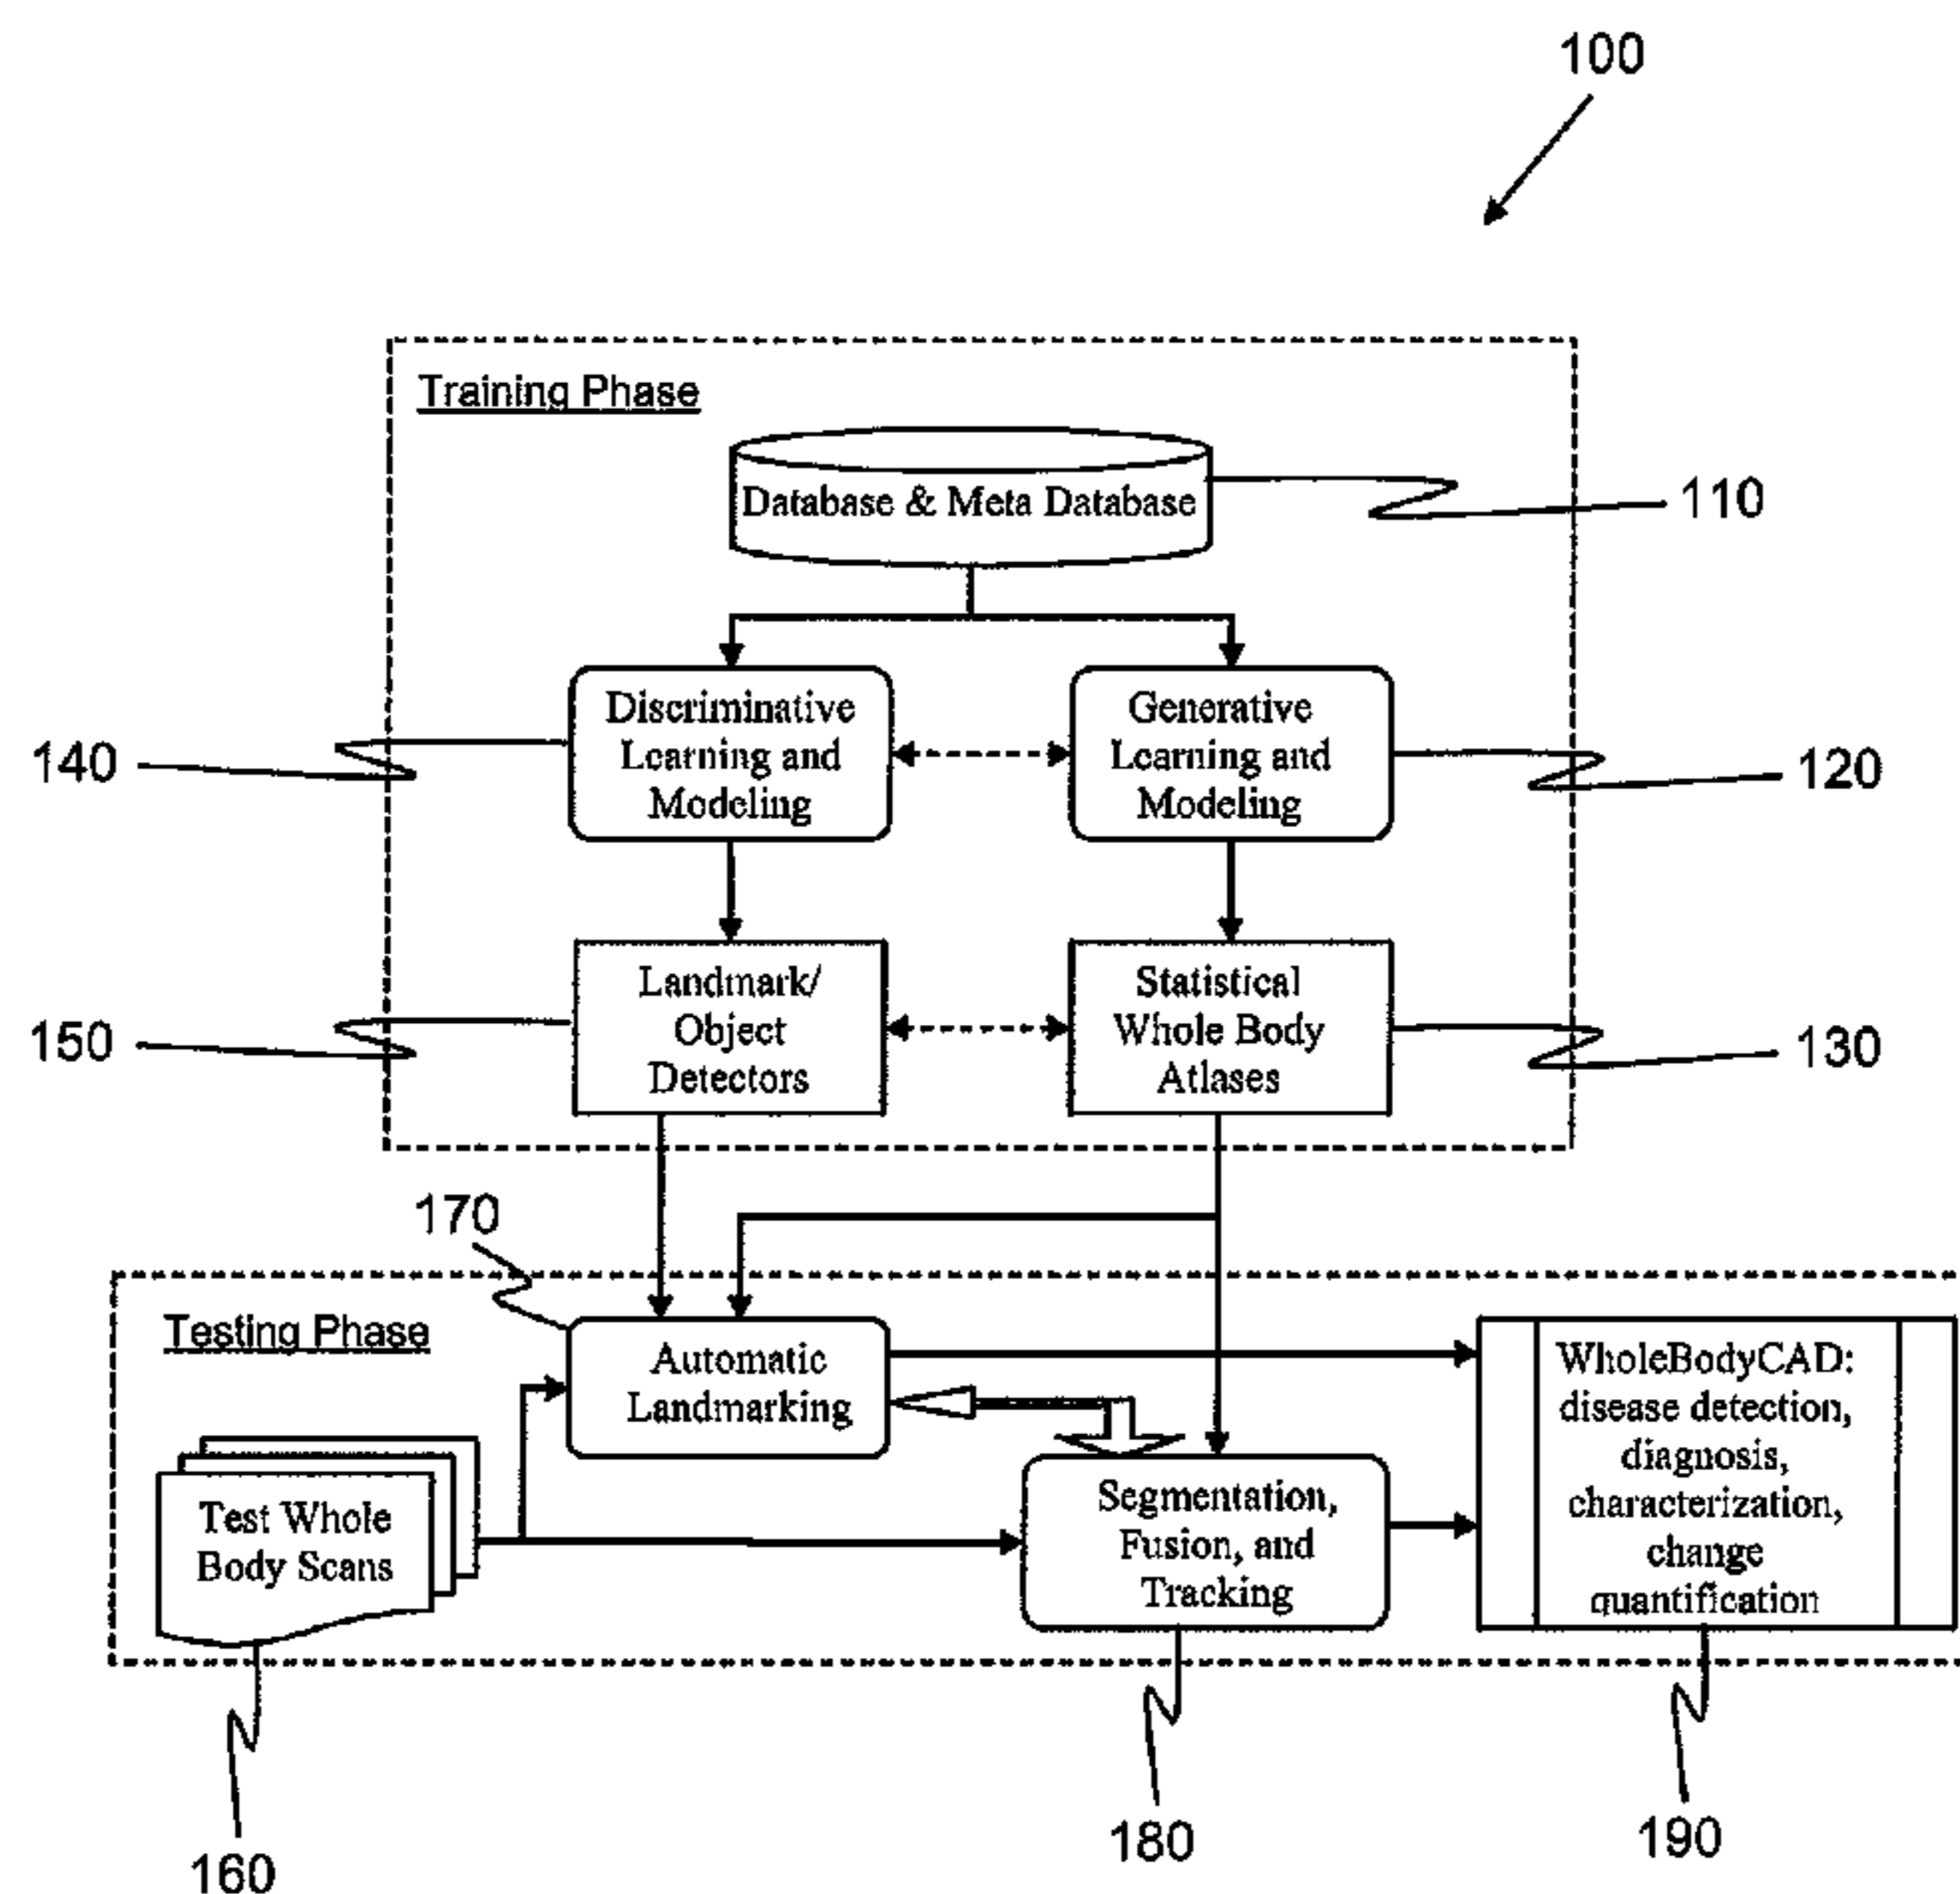 100
Training Phase
Database & Meta Database
110
Discriminative
Learning and
Modeling
Generative
Learning and
Modeling
140
120
Landmark/
Object
Detectors
Statistical
Whole Body
Atlases
150
130
170
Testing Phase
Automatic
Landmarking
WholeBodyCAD:
disease detection,
diagnosis,
characterization,
change
quantification
Test Whole
Body Scans
Segmentation,
Fusion, and
Tracking
160
180
190